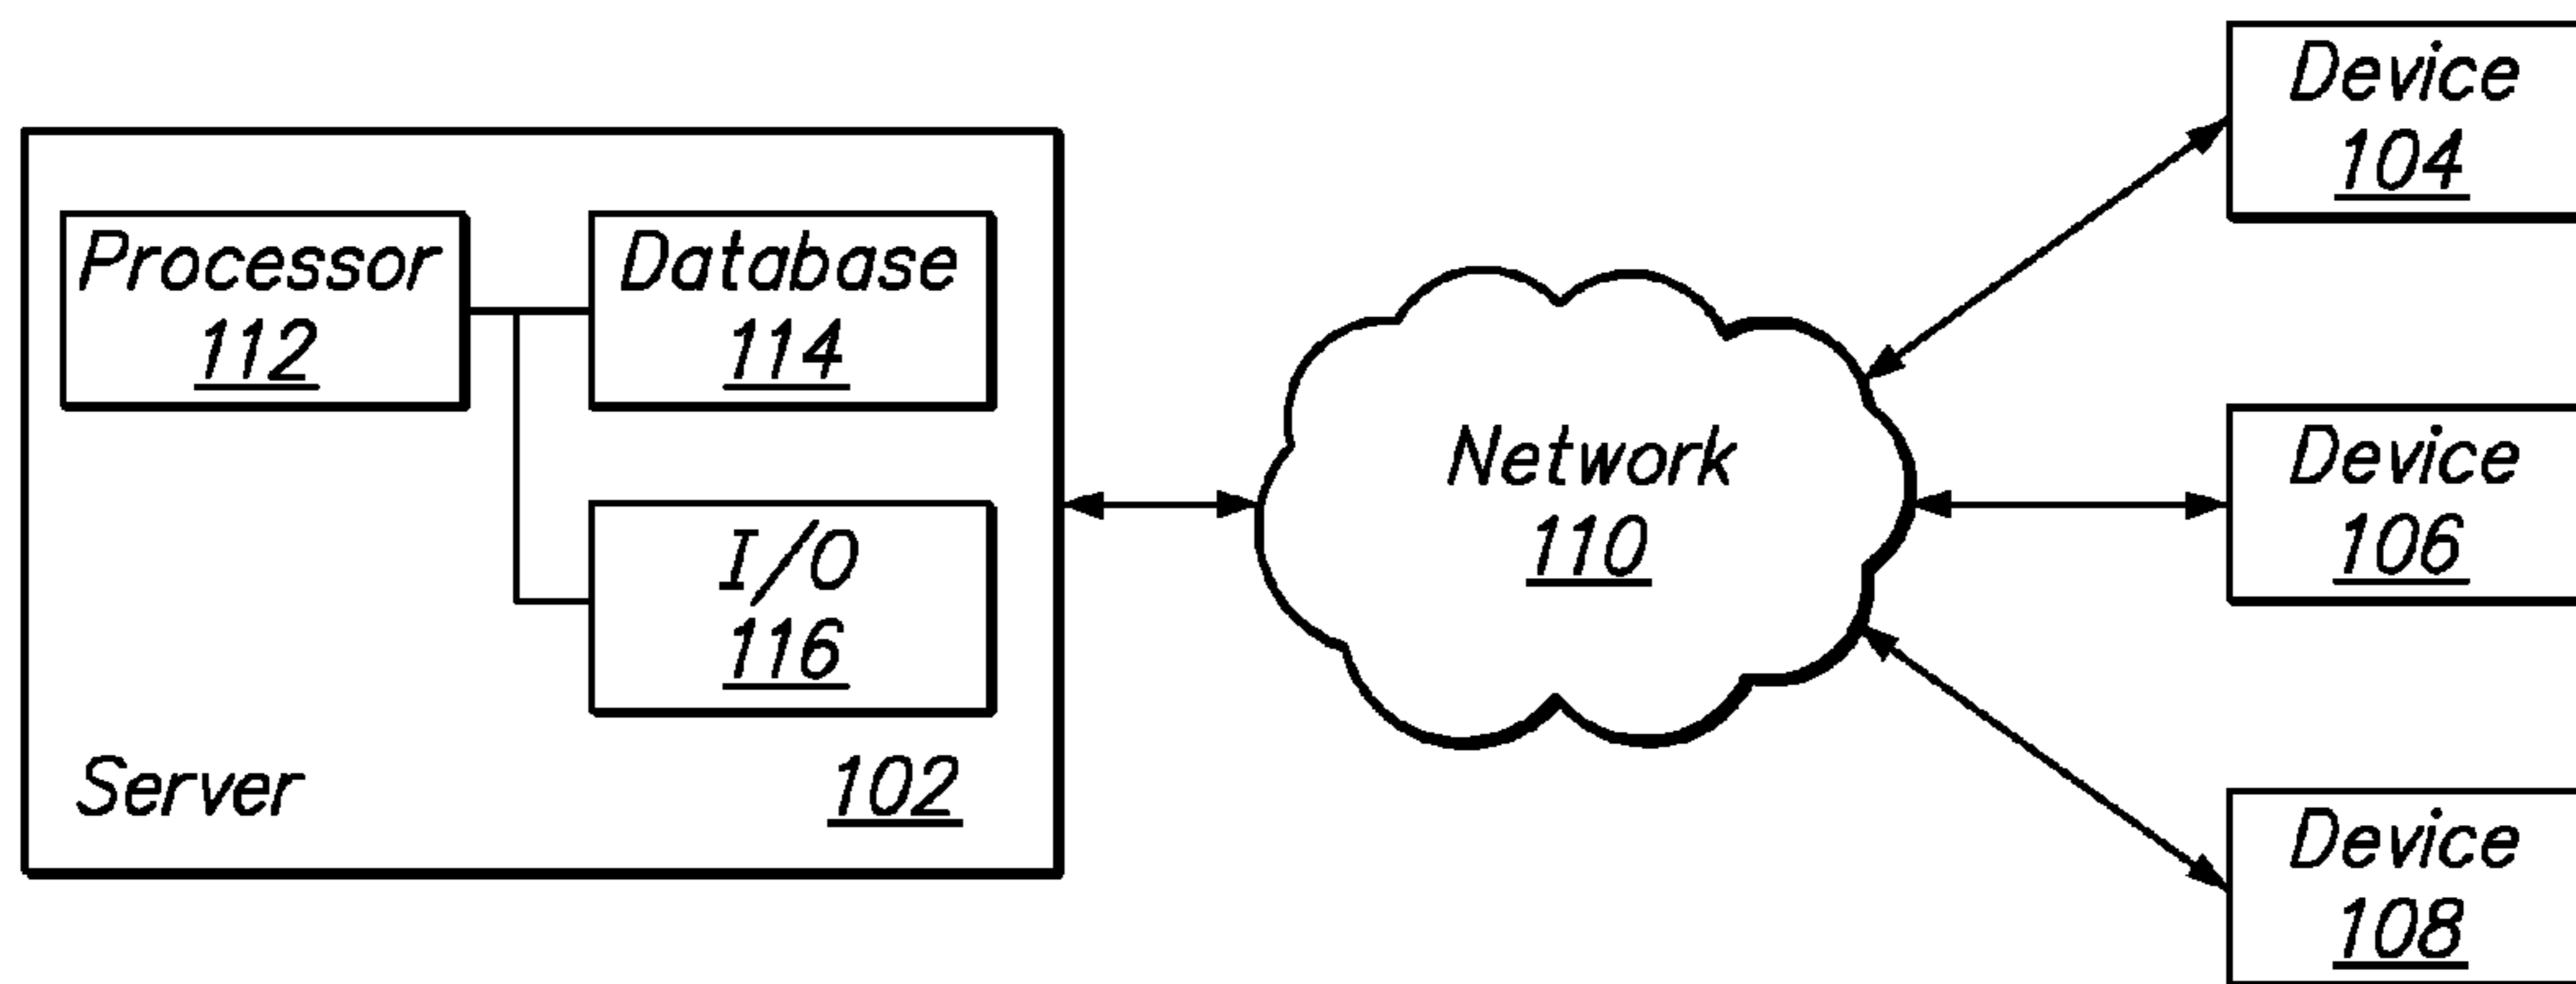 Processor
112
Database
114
I/O
116
Server
102
Network
110
Device
104
Device
106
Device
108